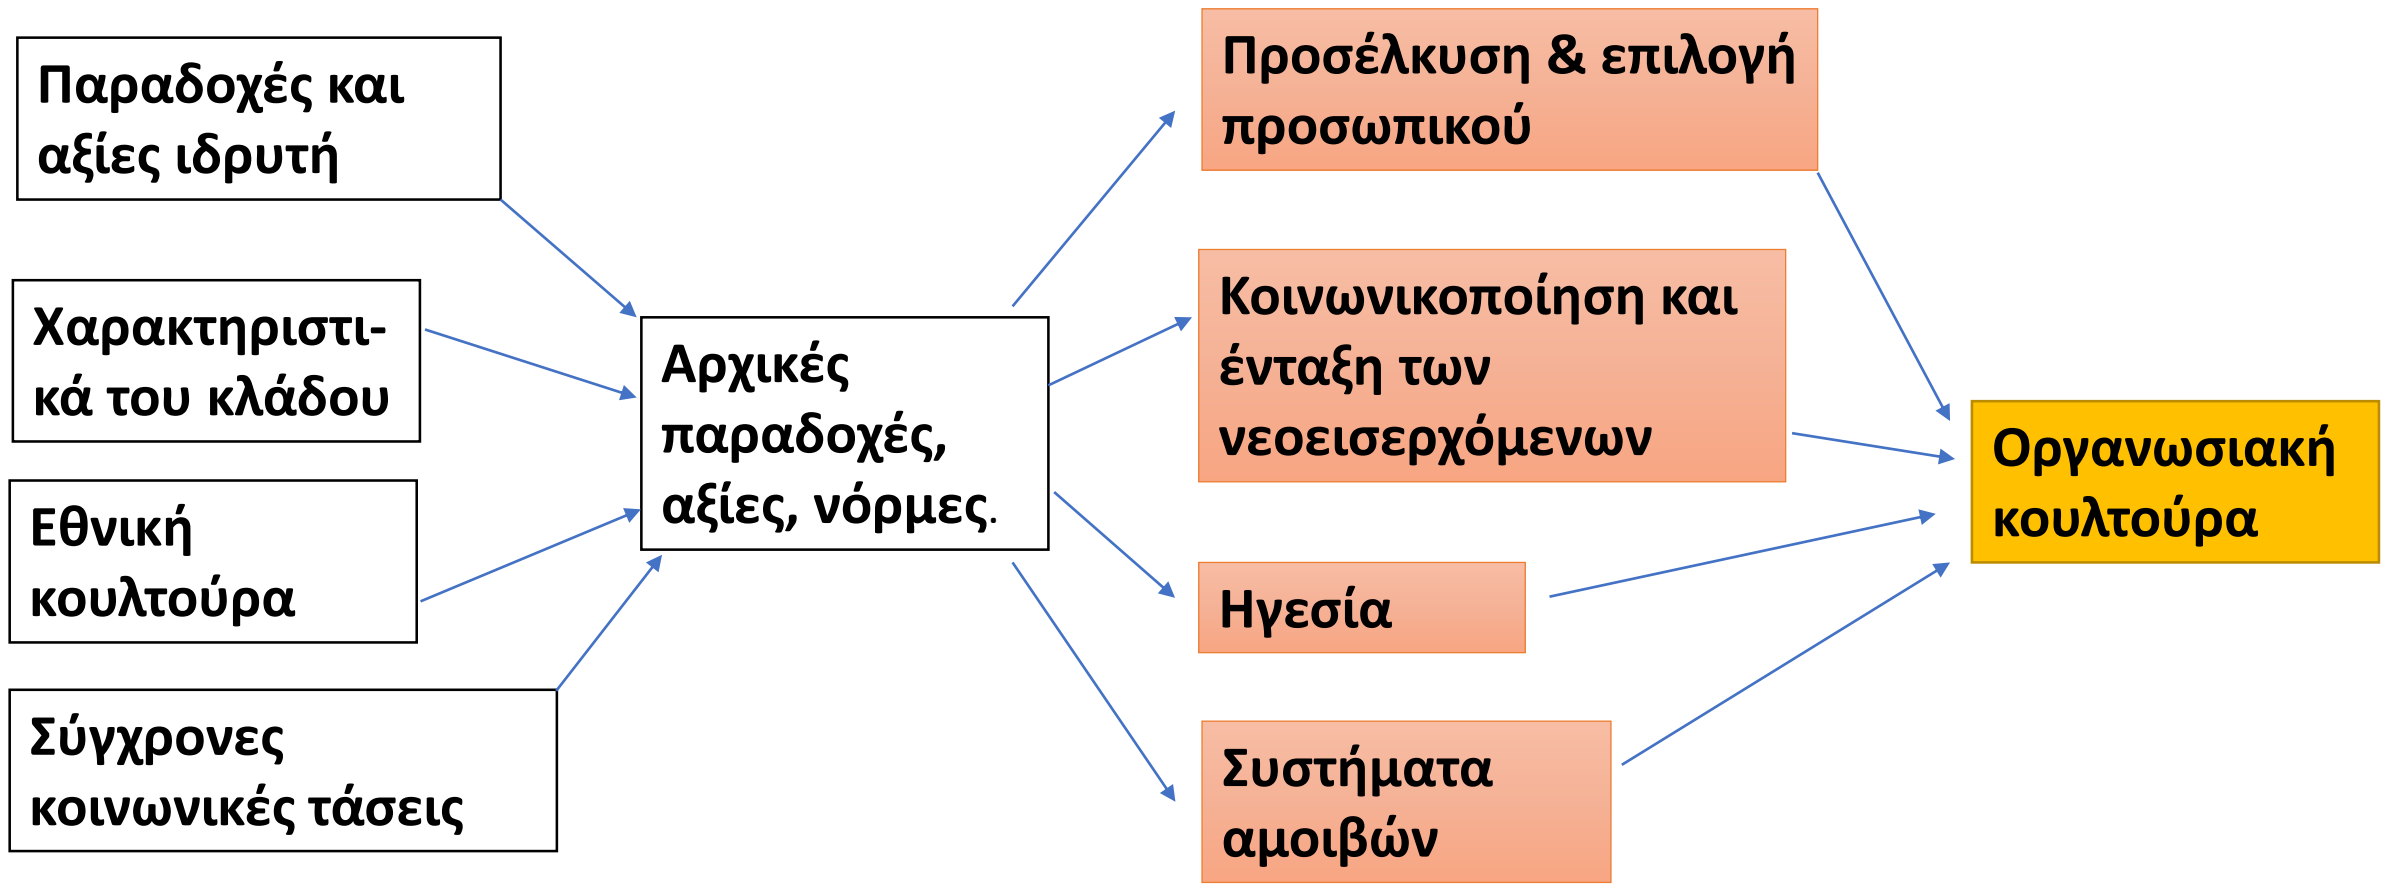 Παραδοχές και
αξίες ιδρυτή
Χαρακτηριστι-
κά του κλάδου
Εθνική
κουλτούρα
Σύγχρονες
κοινωνικές τάσεις
Αρχικές
παραδοχές,
αξίες, νόρμες.
Προσέλκυση & επιλογή
προσωπικού
Κοινωνικοποίηση και
ένταξη των
νεοεισερχόμενων
Ηγεσία
Συστήματα
αμοιβών
Οργανωσιακή
κουλτούρα